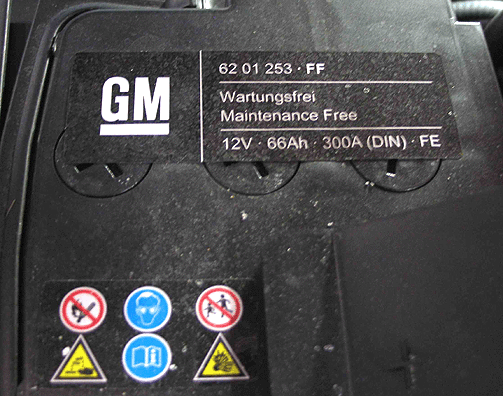 GM
62 01 253 · FF
Wartungsfrei
Maintenance Free
12V · 66Ah · 300A (DIN) · FE